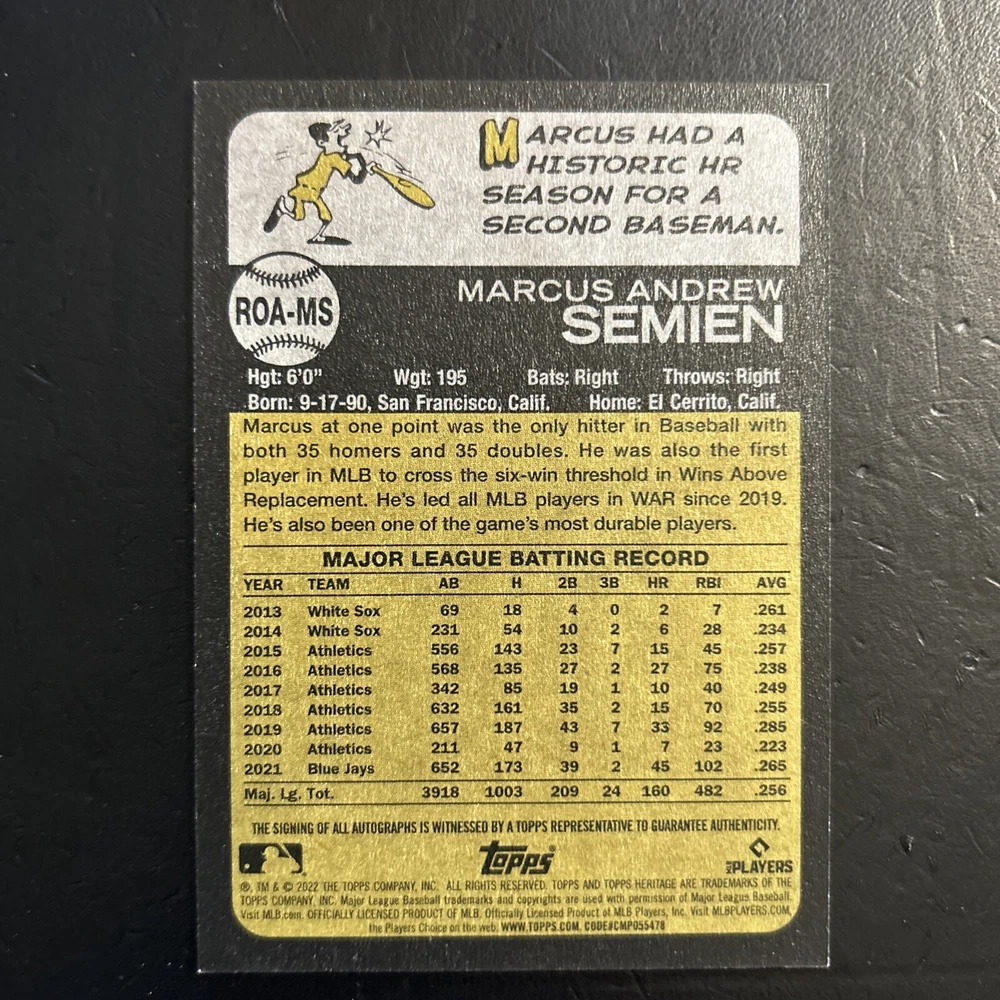 MARCUS HAD A
HISTORIC HR
SEASON FOR A
SECOND BASEMAN.
ROA-MS
MARCUS ANDREW
SEMIEN
Hgt: 6'0" Wgt: 195 Bats: Right Throws: Right
Born: 9-17-90, San Francisco, Calif. Home: El Cerrito, Calif.
Marcus at one point was the only hitter in Baseball with
both 35 homers and 35 doubles. He was also the first
player in MLB to cross the six-win threshold in Wins Above
Replacement. He's led all MLB players in WAR since 2019.
He's also been one of the game's most durable players.
MAJOR LEAGUE BATTING RECORD
YEAR TEAM AB H 2B 3B HR RBI AVG
2013 White Sox 69 18 4 0 2 7 .261
2014 White Sox 231 54 10 2 6 28 .234
2015 Athletics 556 143 23 7 15 45 .257
2016 Athletics 568 135 27 2 27 75 .238
2017 Athletics 342 85 19 1 10 40 .249
2018 Athletics 632 161 35 2 15 70 .255
2019 Athletics 657 187 43 7 33 92 .285
2020 Athletics 211 47 9 1 7 23 .223
2021 Blue Jays 652 173 39 2 45 102 .265
Maj. Lg. Tot. 3918 1003 209 24 160 482 .256
THE SIGNING OF ALL AUTOGRAPHS IS WITNESSED BY A TOPPS REPRESENTATIVE TO GUARANTEE AUTHENTICITY.
Topps
MLB PLAYERS
®, TM & © 2022 THE TOPPS COMPANY, INC. ALL RIGHTS RESERVED. TOPPS AND TOPPS HERITAGE ARE TRADEMARKS OF THE
TOPPS COMPANY, INC. Major League Baseball trademarks and copyrights are used with permission of Major League Baseball.
Visit MLB.com. OFFICIALLY LICENSED PRODUCT OF MLB. Officially Licensed Product of MLB Players, Inc. Visit MLBPLAYERS.COM,
the Players Choice on the web. WWW.TOPPS.COM. CODE#CMP055478